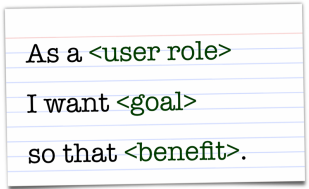 As a <user role>
I want <goal>
so that <benefit>.